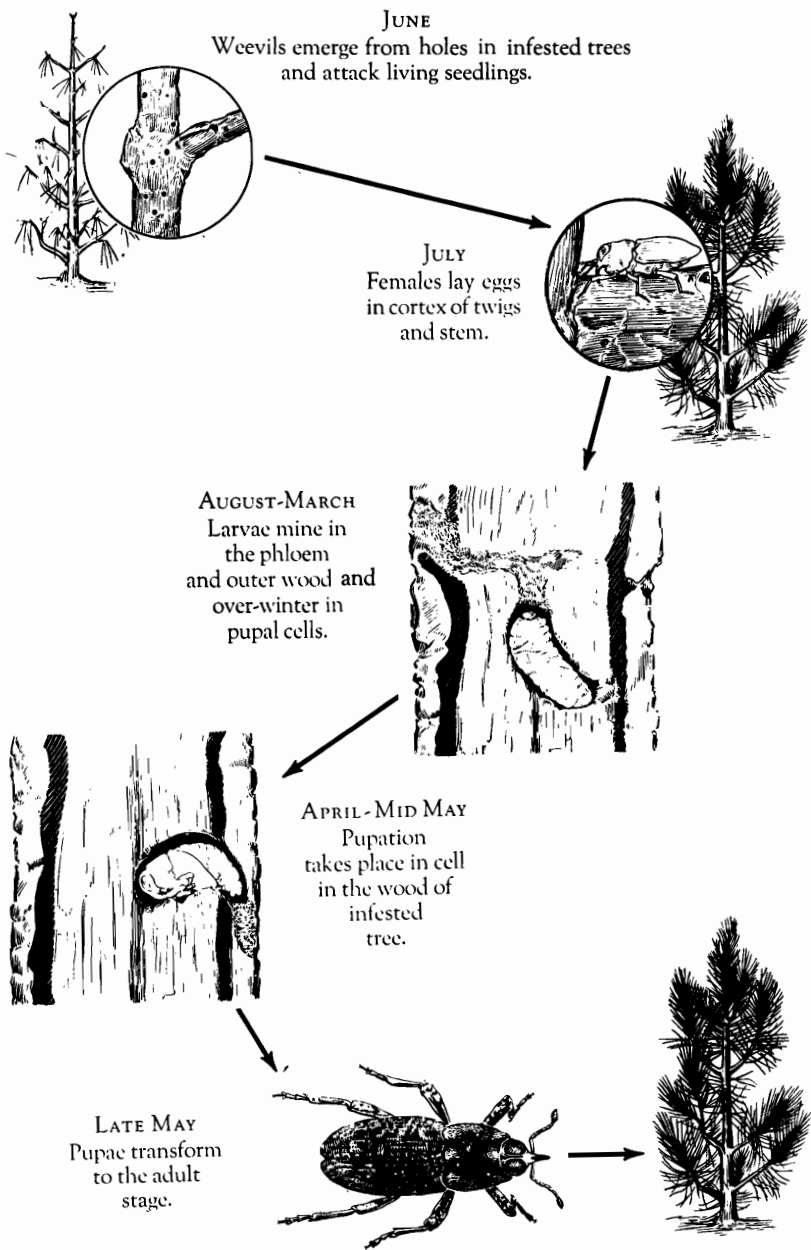 JUNE
Weevils emerge from holes in infested trees
and attack living seedlings.
JULY
Females lay eggs
in cortex of twigs
and stem.
AUGUST-MARCH
Larvae mine in
the phloem
and outer wood and
over-winter in
pupal cells.
APRIL-MID MAY
Pupation
takes place in cell
in the wood of
infested
tree.
LATE MAY
Pupae transform
to the adult
stage.